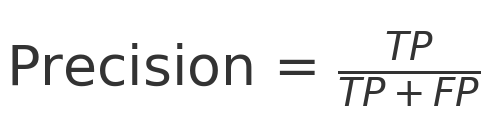 Precision = TP / (TP + FP)